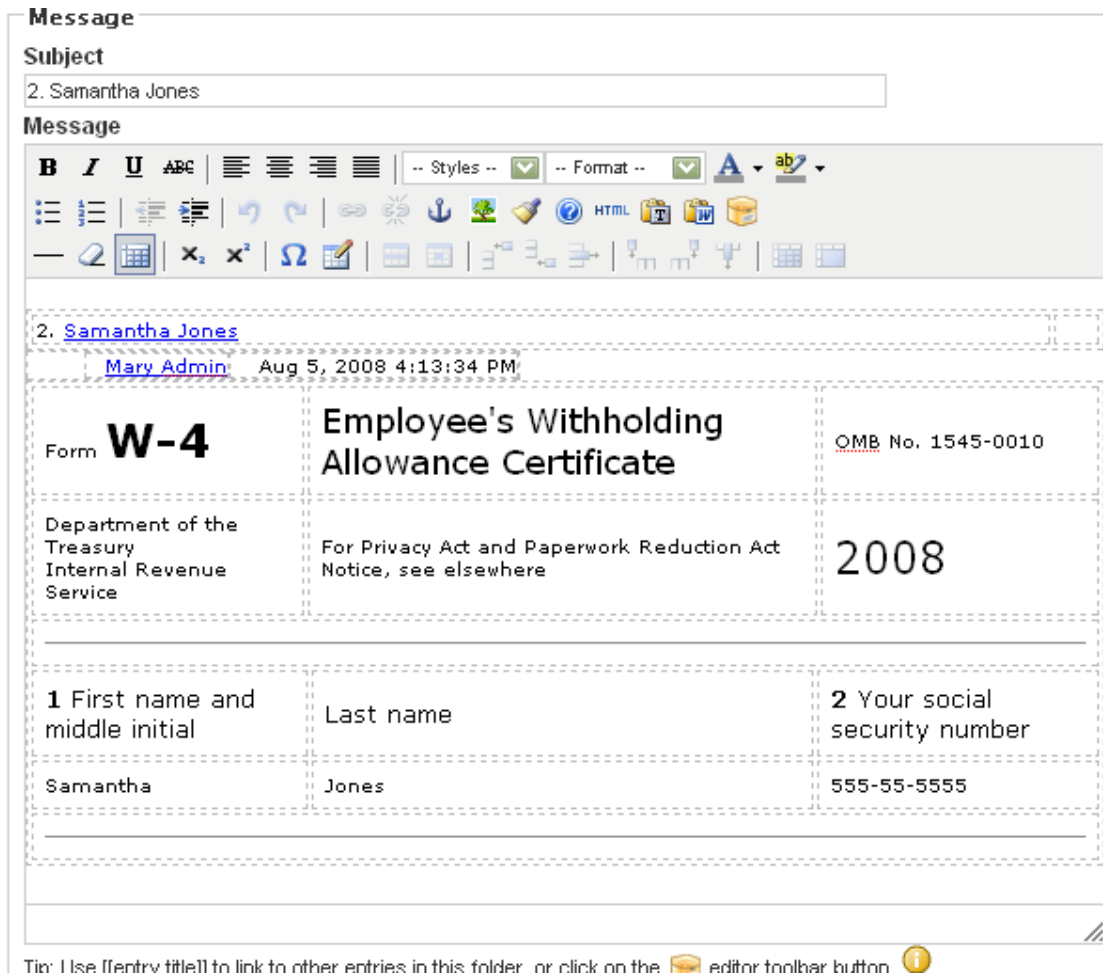 Message
Subject
2. Samantha Jones
Message
B I U ABC -- Styles -- -- Format -- A ab
HTML T W
x₂ x² Ω
2. Samantha Jones
Mary Admin Aug 5, 2008 4:13:34 PM
Form W-4
Employee's Withholding
Allowance Certificate
OMB No. 1545-0010
Department of the
Treasury
Internal Revenue
Service
For Privacy Act and Paperwork Reduction Act
Notice, see elsewhere
2008
1 First name and
middle initial
Last name
2 Your social
security number
Samantha
Jones
555-55-5555
Tip: Use [[entry title]] to link to other entries in this folder, or click on the editor toolbar button.